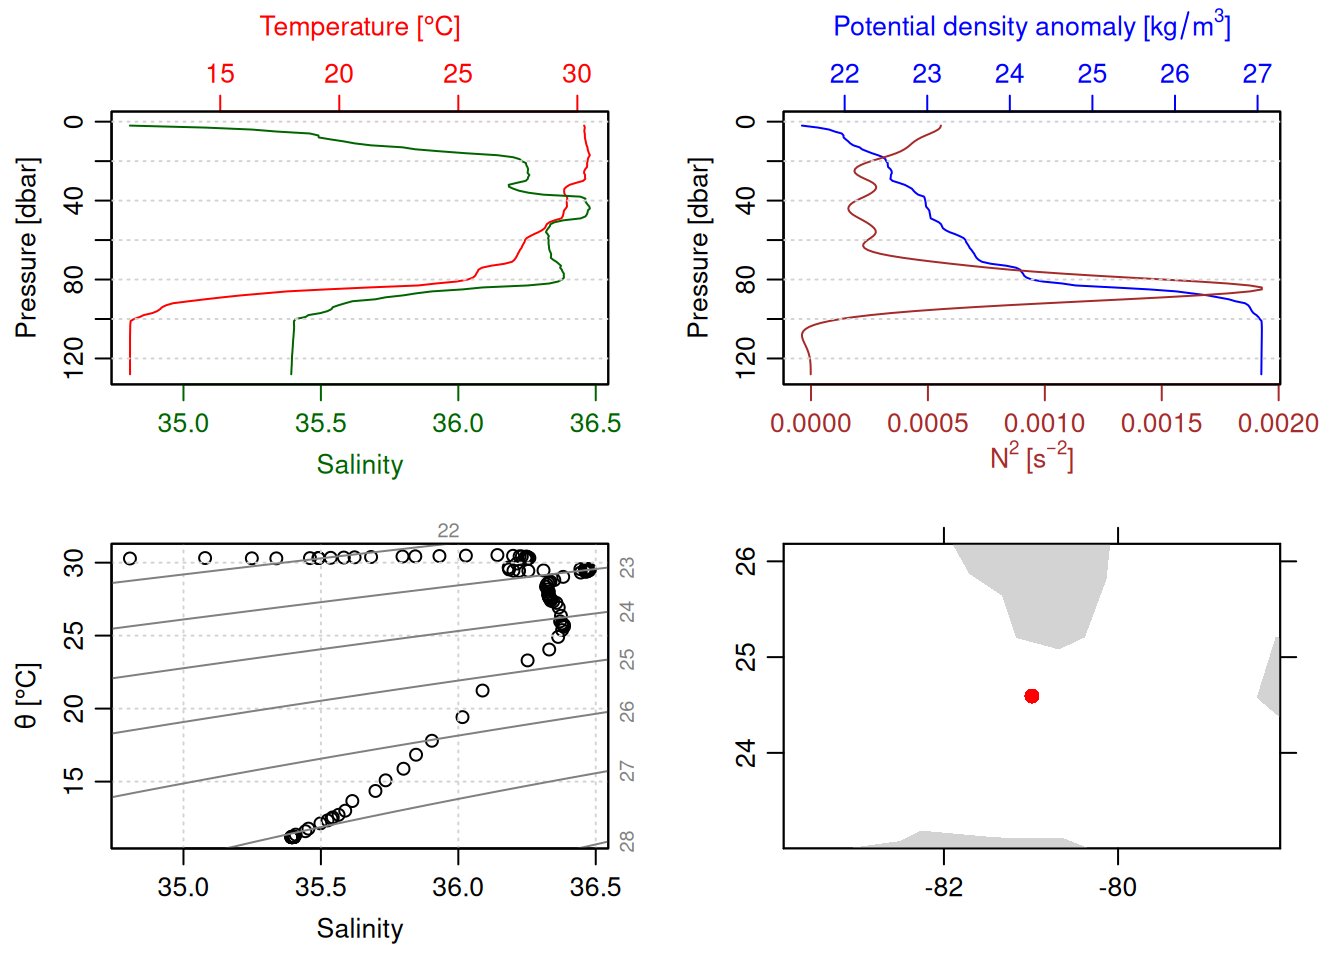 Temperature [°C]
15 20 25 30
Pressure [dbar]
0 40 80 120
35.0 35.5 36.0 36.5
Salinity
Potential density anomaly [kg/m³]
22 23 24 25 26 27
Pressure [dbar]
0 40 80 120
0.0000 0.0005 0.0010 0.0015 0.0020
N² [s⁻²]
22
θ [°C]
30 25 20 15
23
24
25
26
27
28
35.0 35.5 36.0 36.5
Salinity
26
25
24
-82 -80